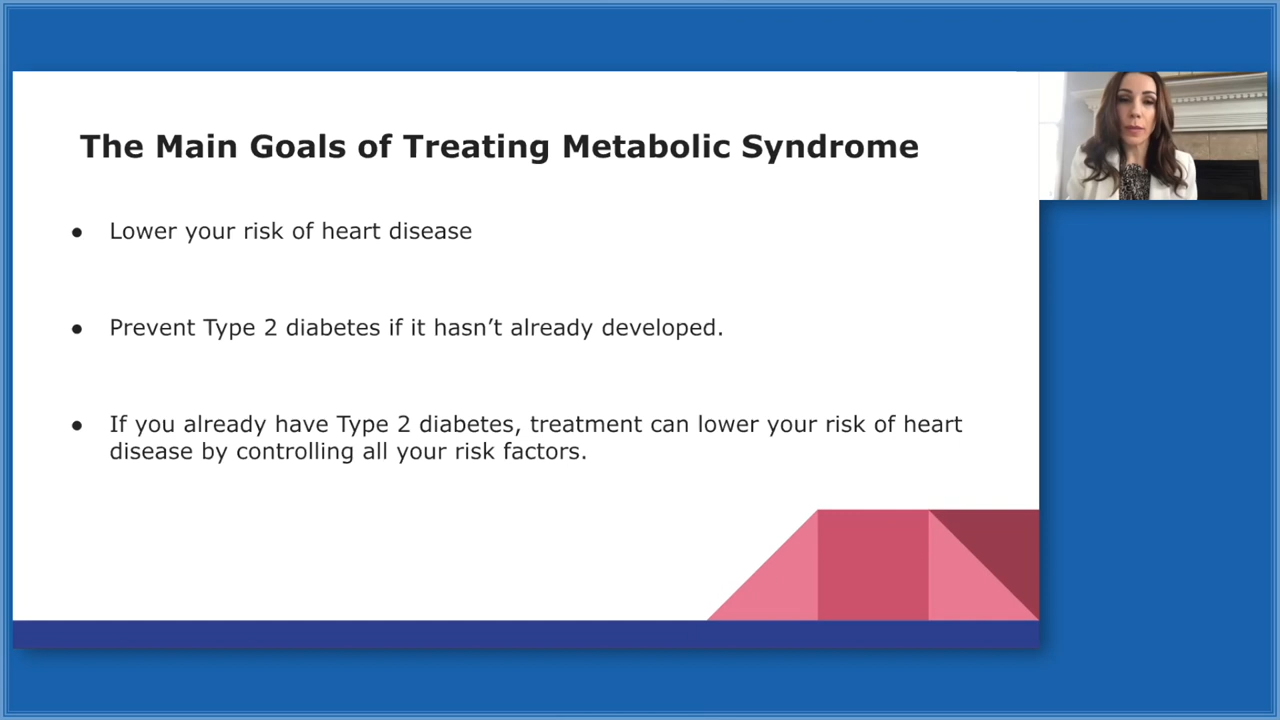 The Main Goals of Treating Metabolic Syndrome
● Lower your risk of heart disease
● Prevent Type 2 diabetes if it hasn’t already developed.
● If you already have Type 2 diabetes, treatment can lower your risk of heart
disease by controlling all your risk factors.